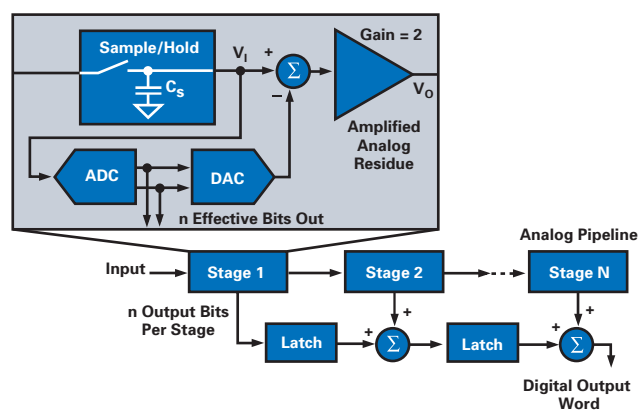 Sample/Hold
V_I
+
Σ
−
Gain = 2
V_O
C_S
Amplified
Analog
Residue
ADC
DAC
n Effective Bits Out
Analog Pipeline
Input
Stage 1
Stage 2
Stage N
n Output Bits
Per Stage
+
+
Latch
+
Σ
Latch
+
Σ
Digital Output
Word